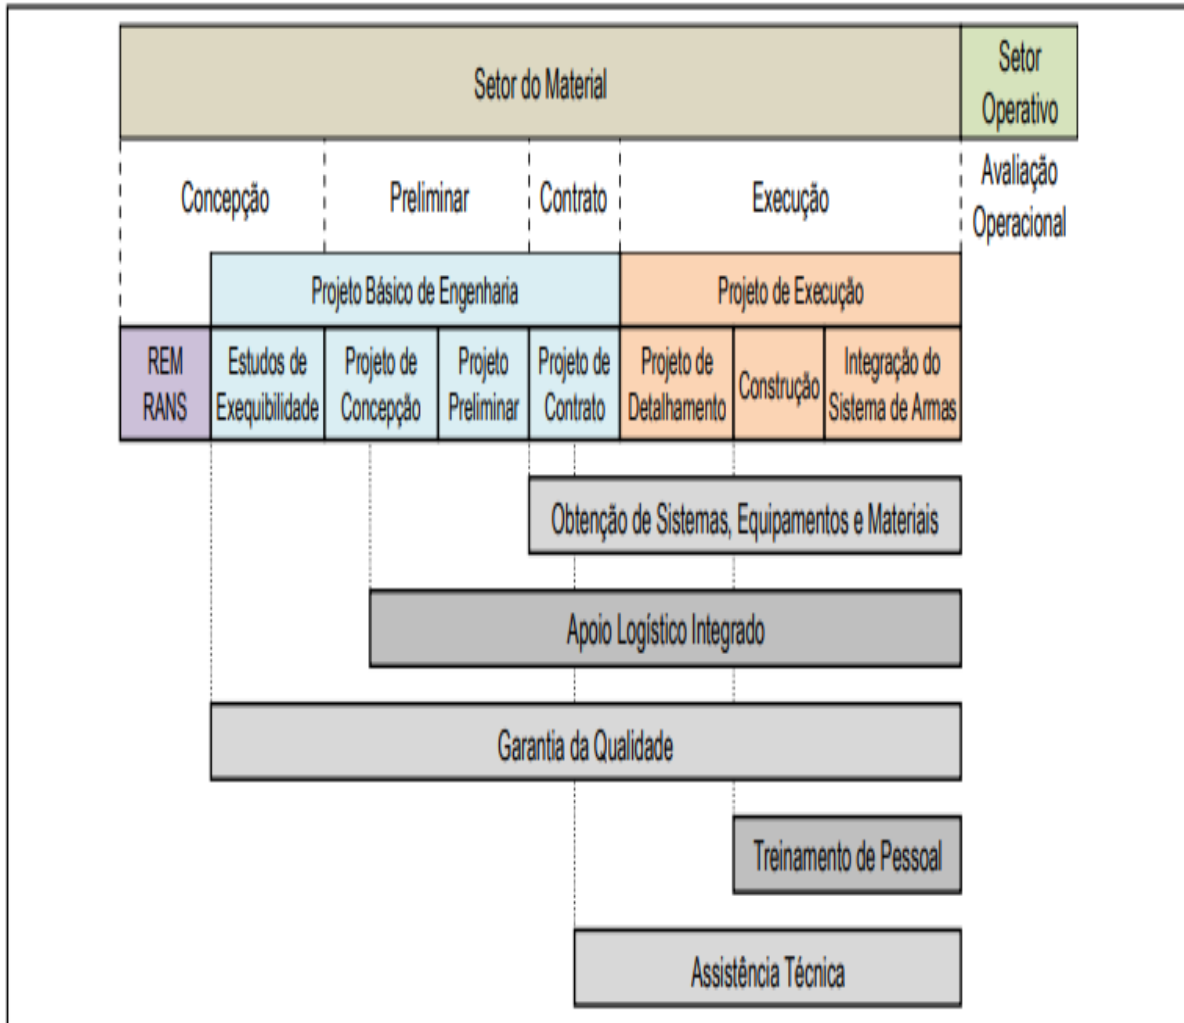 Setor do Material
Setor
Operativo
Concepção
Preliminar
Contrato
Execução
Avaliação
Operacional
Projeto Básico de Engenharia
Projeto de Execução
REM
RANS
Estudos de
Exequibilidade
Projeto de
Concepção
Projeto
Preliminar
Projeto de
Contrato
Projeto de
Detalhamento
Construção
Integração do
Sistema de Armas
Obtenção de Sistemas, Equipamentos e Materiais
Apoio Logístico Integrado
Garantia da Qualidade
Treinamento de Pessoal
Assistência Técnica